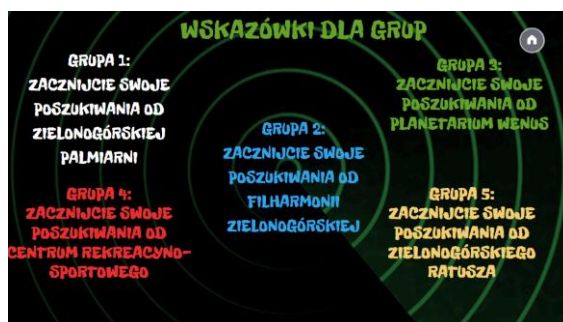 WSKAZÓWKI DLA GRUP
GRUPA 1:
ZACZNIJCIE SWOJE
POSZUKIWANIA OD
ZIELONOGÓRSKIEJ
PALMIARNI
GRUPA 2:
ZACZNIJCIE SWOJE
POSZUKIWANIA OD
FILHARMONII
ZIELONOGÓRSKIEJ
GRUPA 3:
ZACZNIJCIE SWOJE
POSZUKIWANIA OD
PLANETARIUM WENUS
GRUPA 4:
ZACZNIJCIE SWOJE
POSZUKIWANIA OD
CENTRUM REKREACYNO-
SPORTOWEGO
GRUPA 5:
ZACZNIJCIE SWOJE
POSZUKIWANIA OD
ZIELONOGÓRSKIEGO
RATUSZA